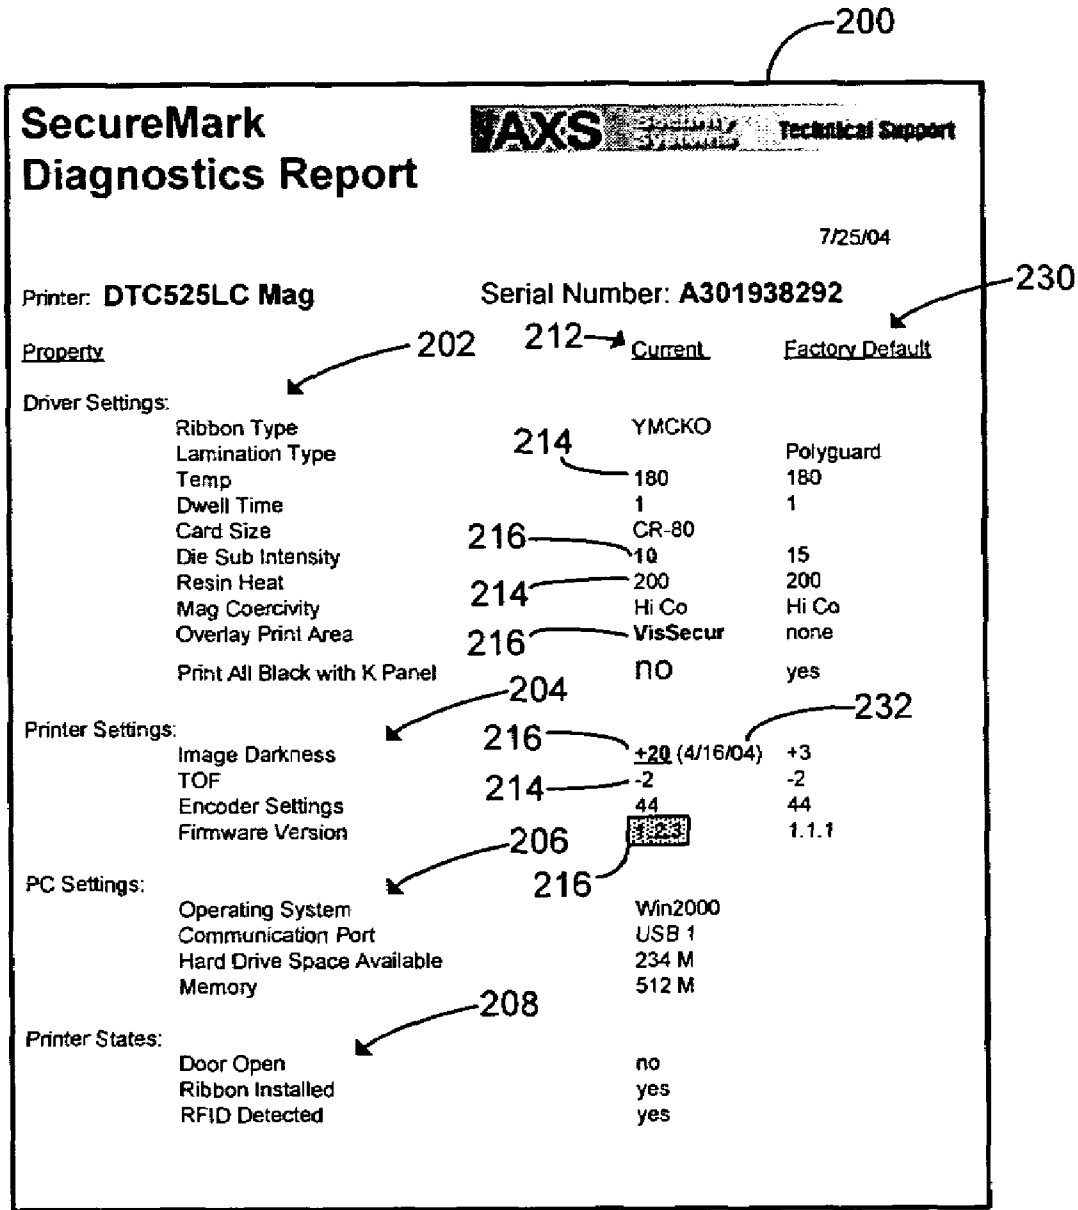 200
SecureMark
Diagnostics Report
AXS Security Systems Technical Support
7/25/04
Printer: DTC525LC Mag Serial Number: A301938292
230
Property 202 212 Current Factory Default
Driver Settings:
Ribbon Type YMCKO
Lamination Type Polyguard
214
Temp 180 180
Dwell Time 1 1
Card Size CR-80
216
Die Sub Intensity 10 15
Resin Heat 200 200
214
Mag Coercivity Hi Co Hi Co
Overlay Print Area VisSecur none
216
Print All Black with K Panel no yes
204
232
Printer Settings:
216
Image Darkness +20 (4/16/04) +3
TOF -2 -2
214
Encoder Settings 44 44
Firmware Version 1.2.3 1.1.1
206
216
PC Settings:
Operating System Win2000
Communication Port USB 1
Hard Drive Space Available 234 M
Memory 512 M
208
Printer States:
Door Open no
Ribbon Installed yes
RFID Detected yes